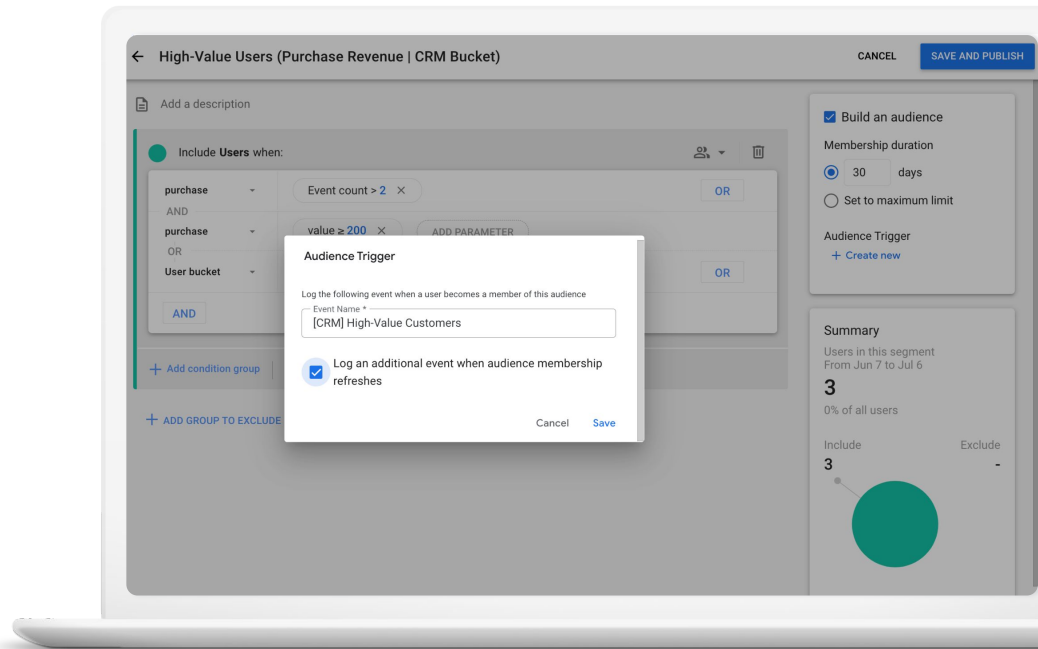 High-Value Users (Purchase Revenue | CRM Bucket)
CANCEL
SAVE AND PUBLISH
Add a description
Include Users when:
purchase
Event count > 2
OR
AND
purchase
value ≥ 200
ADD PARAMETER
OR
User bucket
OR
AND
+ Add condition group
+ ADD GROUP TO EXCLUDE
Audience Trigger
Log the following event when a user becomes a member of this audience
Event Name *
[CRM] High-Value Customers
Log an additional event when audience membership
refreshes
Cancel
Save
Build an audience
Membership duration
30 days
Set to maximum limit
Audience Trigger
+ Create new
Summary
Users in this segment
From Jun 7 to Jul 6
3
0% of all users
Include
Exclude
3
-